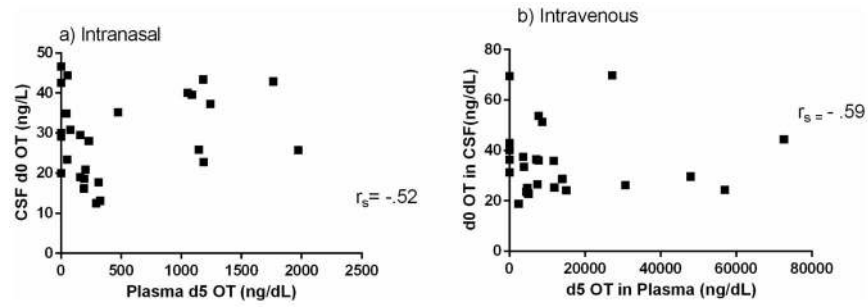 a) Intranasal
CSF d0 OT (ng/L)
50
40
30
20
10
0
0 500 1000 1500 2000 2500
Plasma d5 OT (ng/dL)
rs= -.52
b) Intravenous
d0 OT in CSF(ng/dL)
80
60
40
20
0
0 20000 40000 60000 80000
d5 OT in Plasma (ng/dL)
rs = - .59